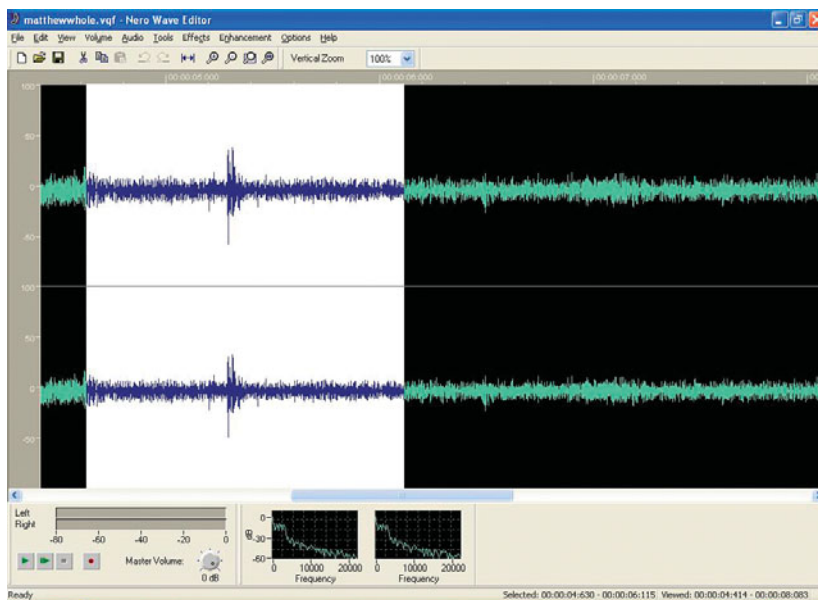 matthewwhole.vqf - Nero Wave Editor
File Edit View Volume Audio Tools Effects Enhancement Options Help
Vertical Zoom 100%
00:00:05:000 00:00:06:000 00:00:07:000
100
50
0
-50
100
50
0
-50
Left
Right
-80 -60 -40 -20 0
Master Volume:
0 dB
dB
0
-30
-60
0 10000 20000 0 10000 20000
Frequency Frequency
Ready Selected: 00:00:04:630 - 00:00:06:115 Viewed: 00:00:04:414 - 00:00:08:083